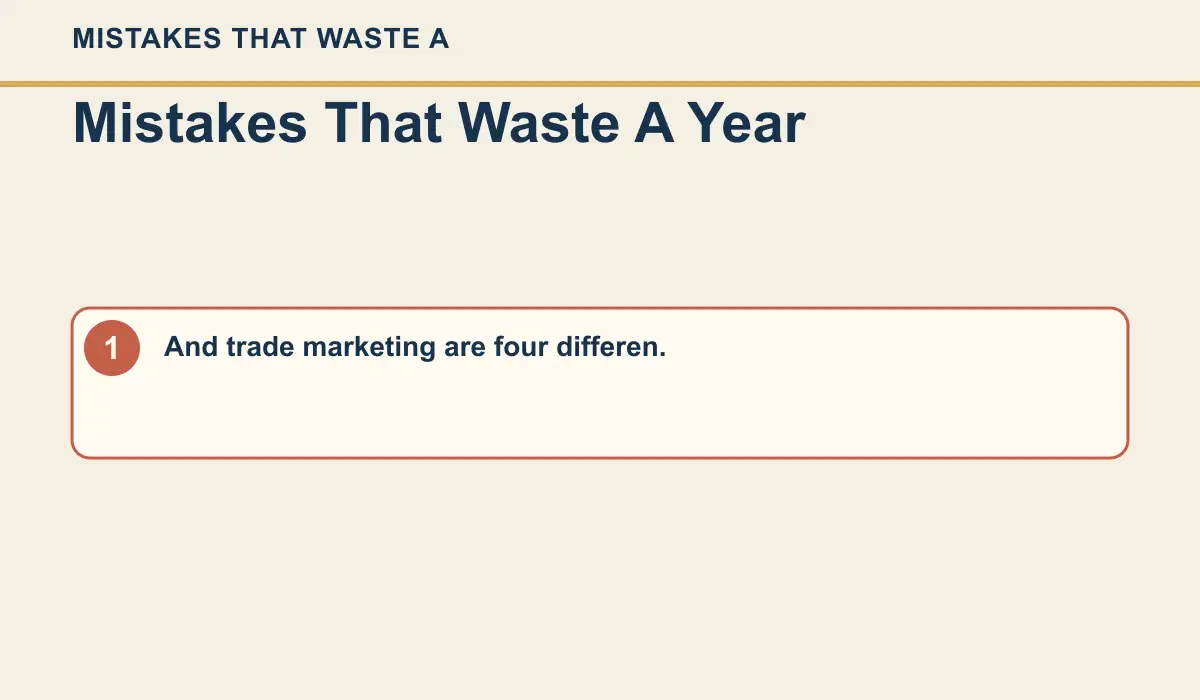 MISTAKES THAT WASTE A
Mistakes That Waste A Year
1
And trade marketing are four differen.